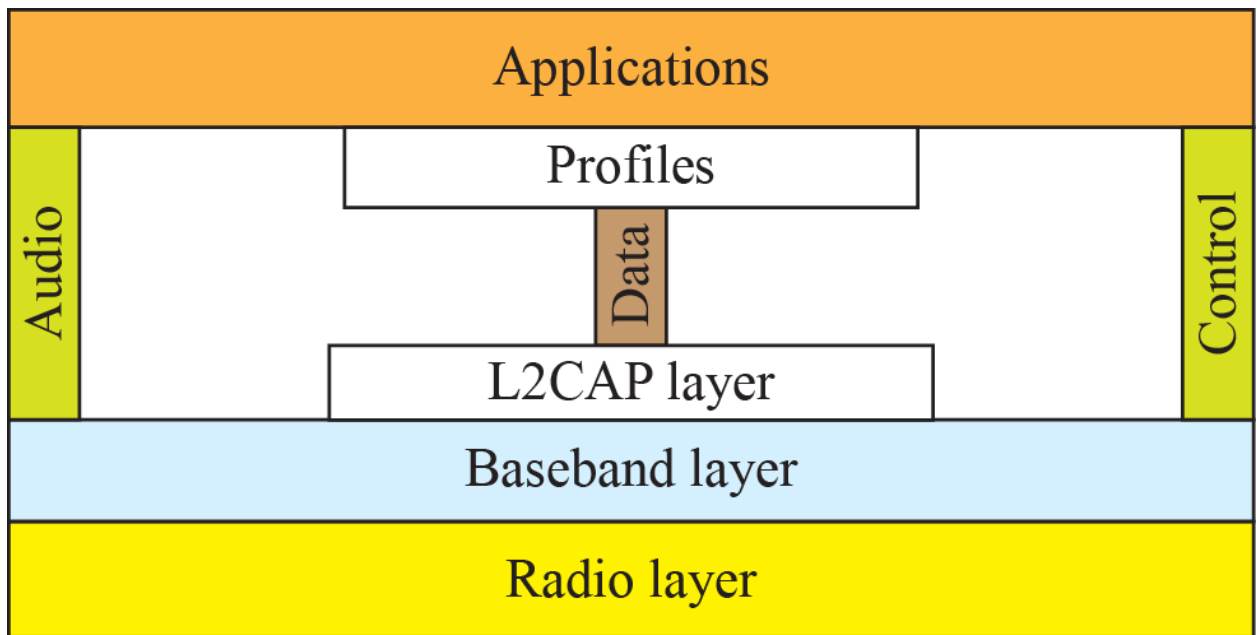 Applications
Profiles
Audio
Data
Control
L2CAP layer
Baseband layer
Radio layer